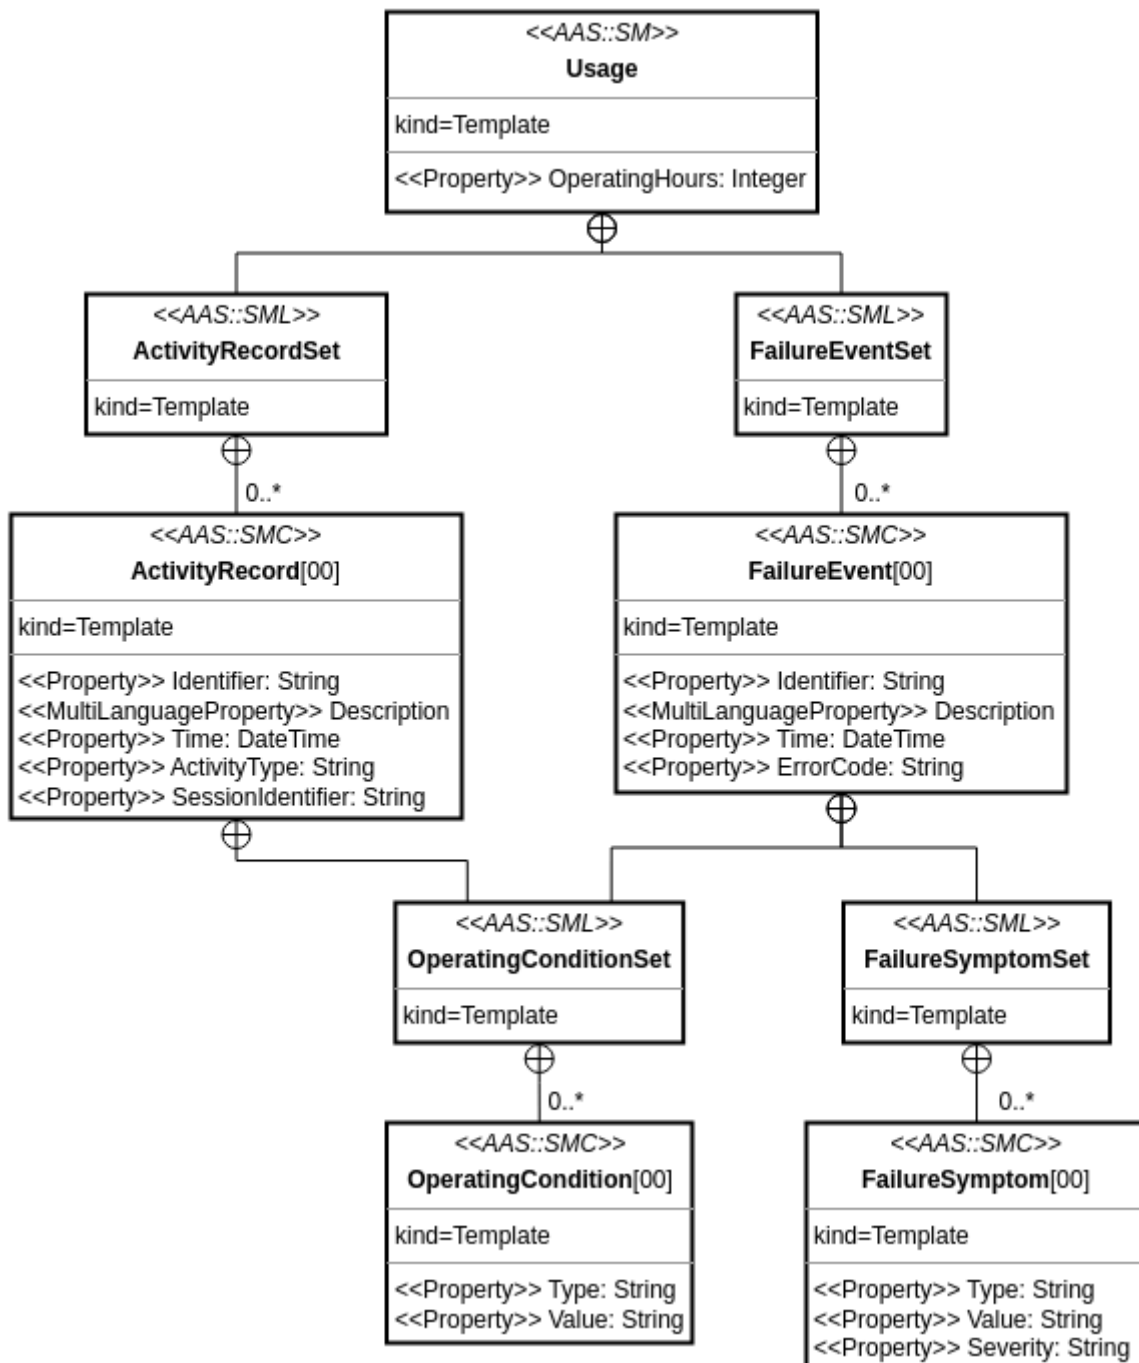 <<AAS::SM>>
Usage
kind=Template
<<Property>> OperatingHours: Integer
<<AAS::SML>>
ActivityRecordSet
kind=Template
<<AAS::SML>>
FailureEventSet
kind=Template
0..*
0..*
<<AAS::SMC>>
ActivityRecord[00]
kind=Template
<<Property>> Identifier: String
<<MultiLanguageProperty>> Description
<<Property>> Time: DateTime
<<Property>> ActivityType: String
<<Property>> SessionIdentifier: String
<<AAS::SMC>>
FailureEvent[00]
kind=Template
<<Property>> Identifier: String
<<MultiLanguageProperty>> Description
<<Property>> Time: DateTime
<<Property>> ErrorCode: String
<<AAS::SML>>
OperatingConditionSet
kind=Template
<<AAS::SML>>
FailureSymptomSet
kind=Template
0..*
0..*
<<AAS::SMC>>
OperatingCondition[00]
kind=Template
<<Property>> Type: String
<<Property>> Value: String
<<AAS::SMC>>
FailureSymptom[00]
kind=Template
<<Property>> Type: String
<<Property>> Value: String
<<Property>> Severity: String